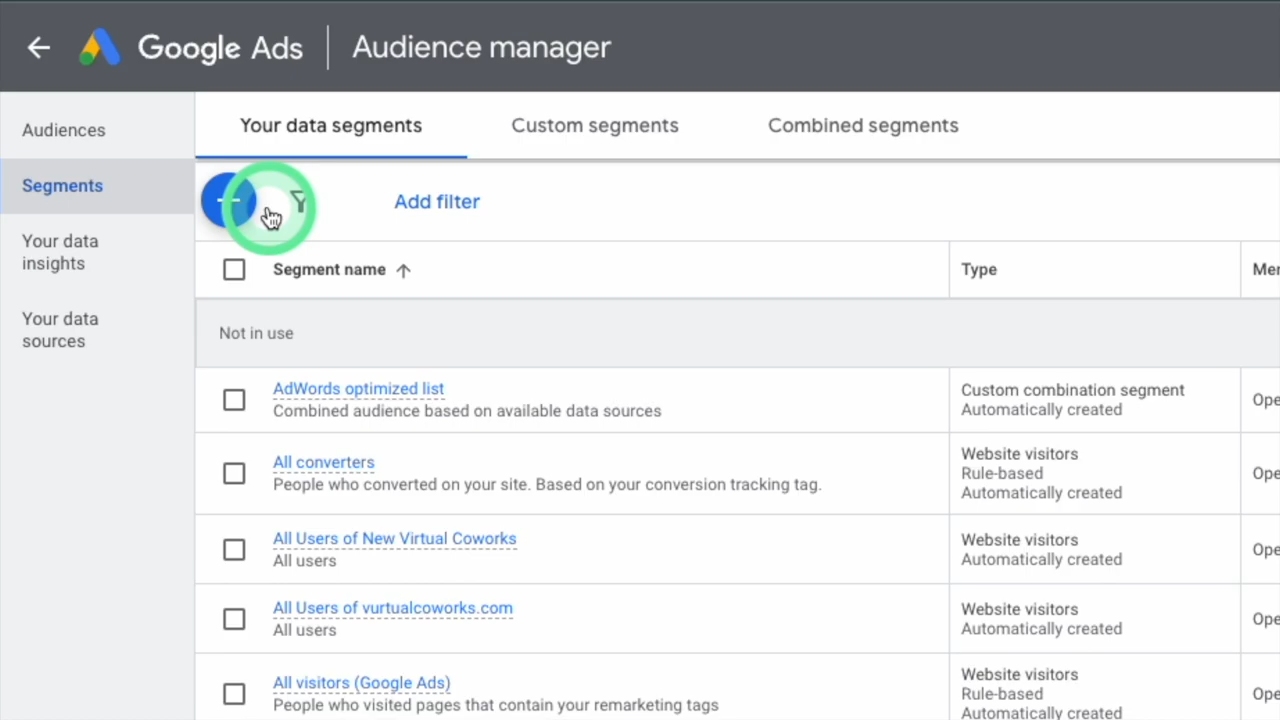 Google Ads
Audience manager
Audiences
Segments
Your data
insights
Your data
sources
Your data segments
Custom segments
Combined segments
Add filter
Segment name
Type
Not in use
AdWords optimized list
Combined audience based on available data sources
Custom combination segment
Automatically created
All converters
People who converted on your site. Based on your conversion tracking tag.
Website visitors
Rule-based
Automatically created
All Users of New Virtual Coworks
All users
Website visitors
Automatically created
All Users of vurtualcoworks.com
All users
Website visitors
Automatically created
All visitors (Google Ads)
People who visited pages that contain your remarketing tags
Website visitors
Rule-based
Automatically created